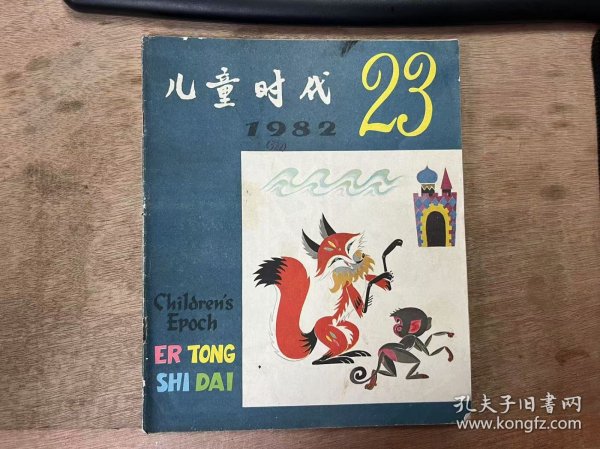 儿童时代
23
1982
Children's
Epoch
ER TONG
SHI DAI
孔夫子旧書网
www.kongfz.com